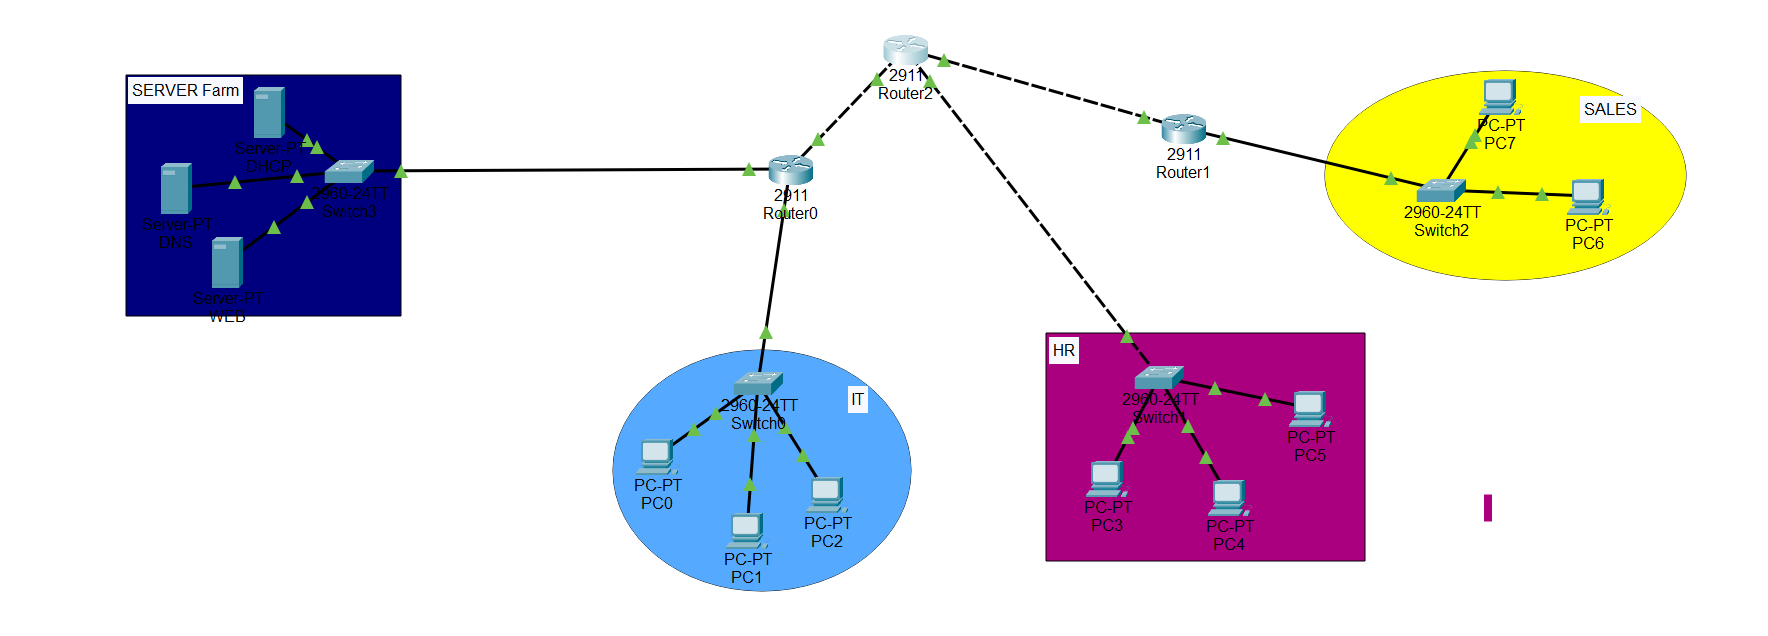 SERVER Farm
Server-PT
DHCP
Server-PT
DNS
Server-PT
WEB
2960-24TT
Switch3
2911
Router2
2911
Router0
2911
Router1
SALES
PC-PT
PC7
2960-24TT
Switch2
PC-PT
PC6
IT
2960-24TT
Switch0
PC-PT
PC0
PC-PT
PC1
PC-PT
PC2
HR
2960-24TT
Switch1
PC-PT
PC5
PC-PT
PC3
PC-PT
PC4